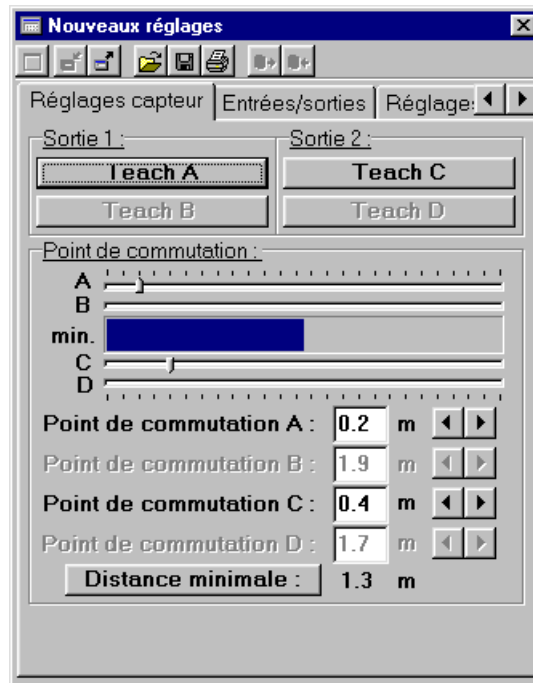 Nouveaux réglages
Réglages capteur Entrées/sorties Réglage
Sortie 1 : Sortie 2 :
Teach A Teach C
Teach B Teach D
Point de commutation :
A
B
min.
C
D
Point de commutation A : 0.2 m
Point de commutation B : 1.9 m
Point de commutation C : 0.4 m
Point de commutation D : 1.7 m
Distance minimale : 1.3 m